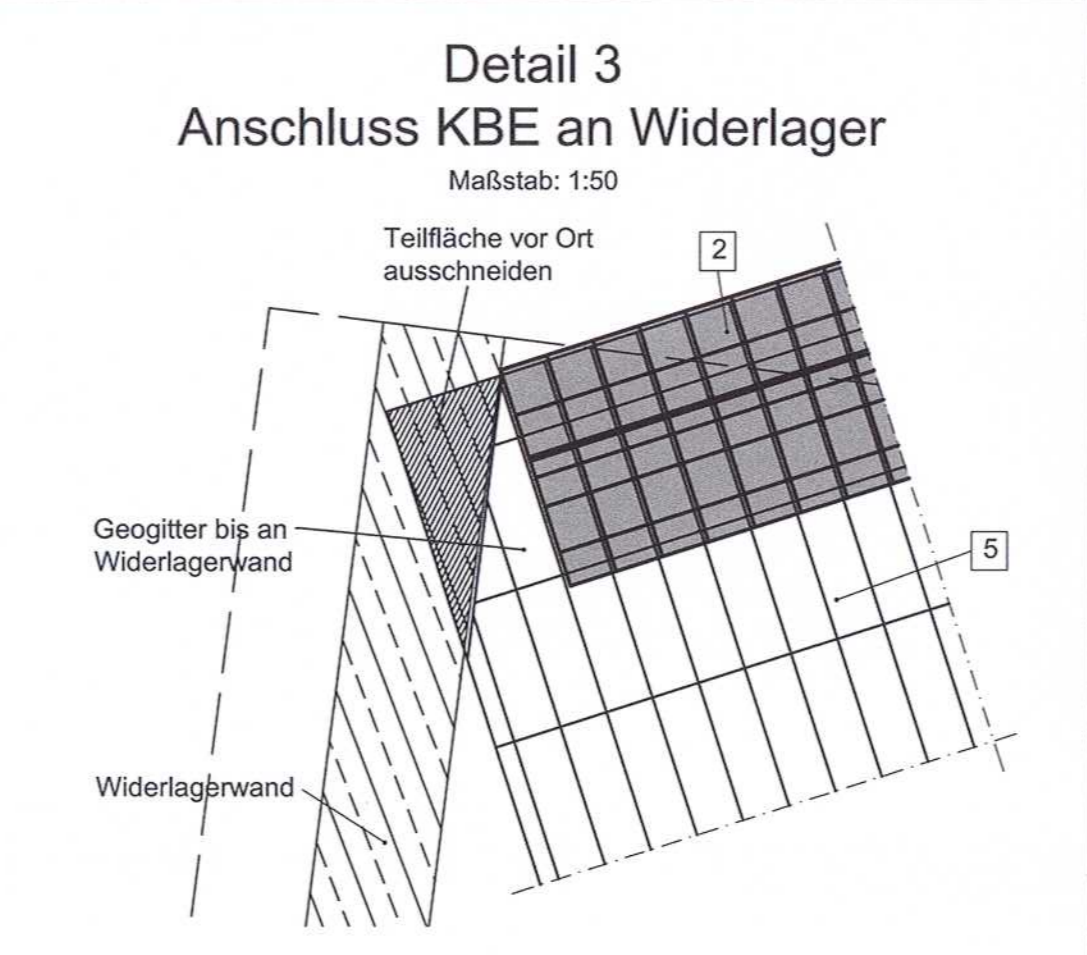 Detail 3
Anschluss KBE an Widerlager
Maßstab: 1:50
Teilfläche vor Ort
ausschneiden
2
Geogitter bis an
Widerlagerwand
5
Widerlagerwand